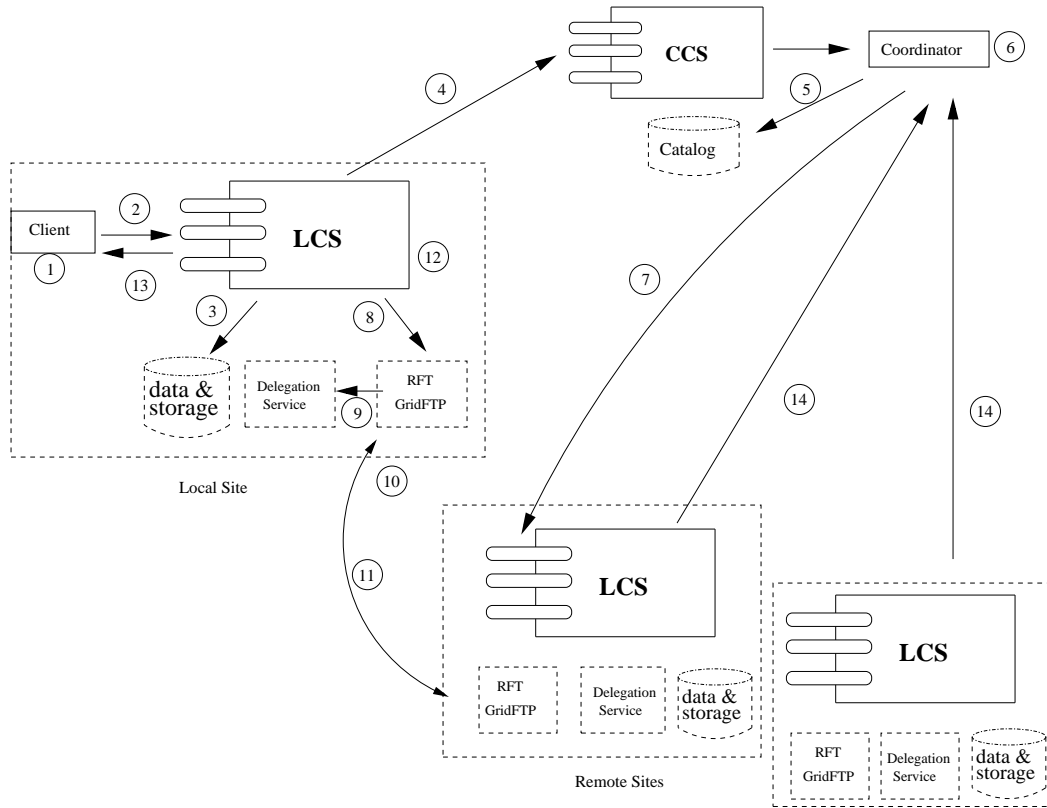 CCS
Coordinator
6
4
5
Catalog
Client
2
LCS
1
13
12
7
3
8
data &
storage
Delegation
Service
9
RFT
GridFTP
14
14
Local Site
10
11
LCS
LCS
RFT
GridFTP
Delegation
Service
data &
storage
RFT
GridFTP
Delegation
Service
data &
storage
Remote Sites